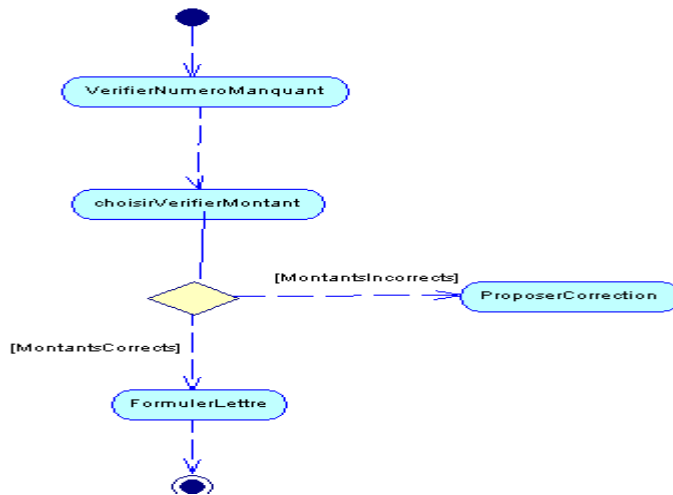 VerifierNumeroManquant
choisirVerifierMontant
[MontantsIncorrects]
ProposerCorrection
[MontantsCorrects]
FormulerLettre